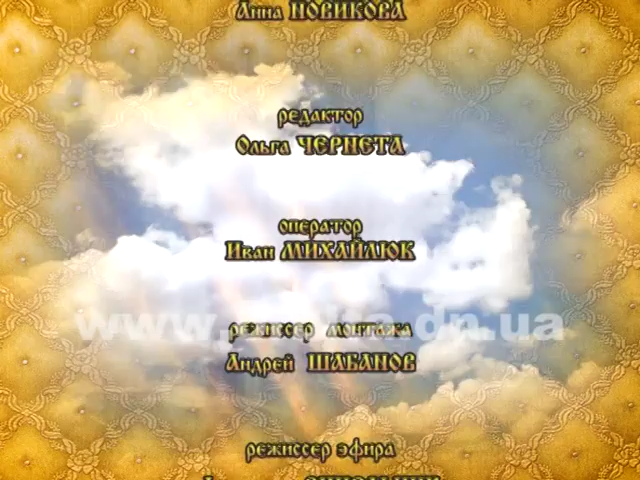 Анна НОВИКОВА
редактор
Ольга ЧЕРНЕТА
оператор
Иван МИХАЙЛЮК
режиссер монтажа
Андрей ШАБАНОВ
режиссер эфира